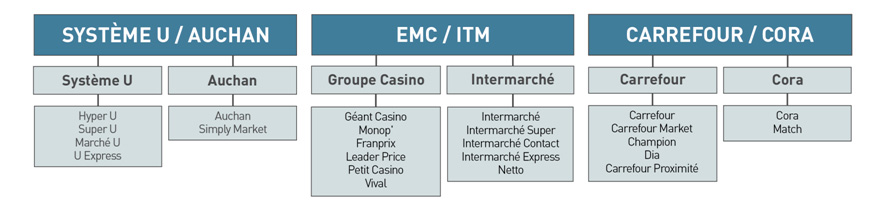 SYSTÈME U / AUCHAN
Système U
Hyper U
Super U
Marché U
U Express
Auchan
Auchan
Simply Market
EMC / ITM
Groupe Casino
Géant Casino
Monop'
Franprix
Leader Price
Petit Casino
Vival
Intermarché
Intermarché
Intermarché Super
Intermarché Contact
Intermarché Express
Netto
CARREFOUR / CORA
Carrefour
Carrefour
Carrefour Market
Champion
Dia
Carrefour Proximité
Cora
Cora
Match